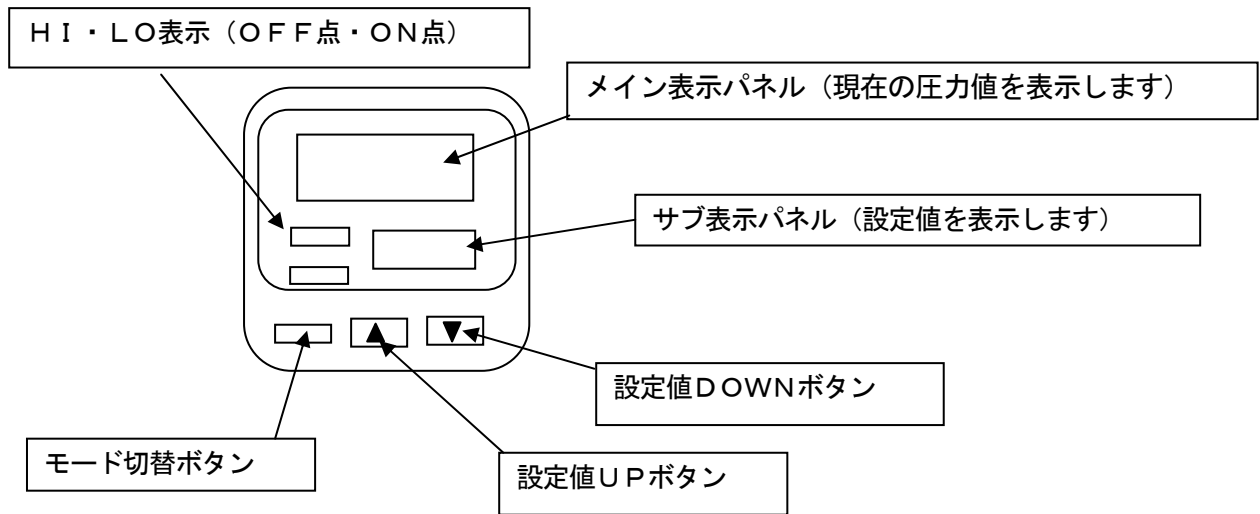 ＨＩ・ＬＯ表示（ＯＦＦ点・ＯＮ点）
メイン表示パネル（現在の圧力値を表示します）
サブ表示パネル（設定値を表示します）
▲ ▼
設定値ＤＯＷＮボタン
モード切替ボタン
設定値ＵＰボタン